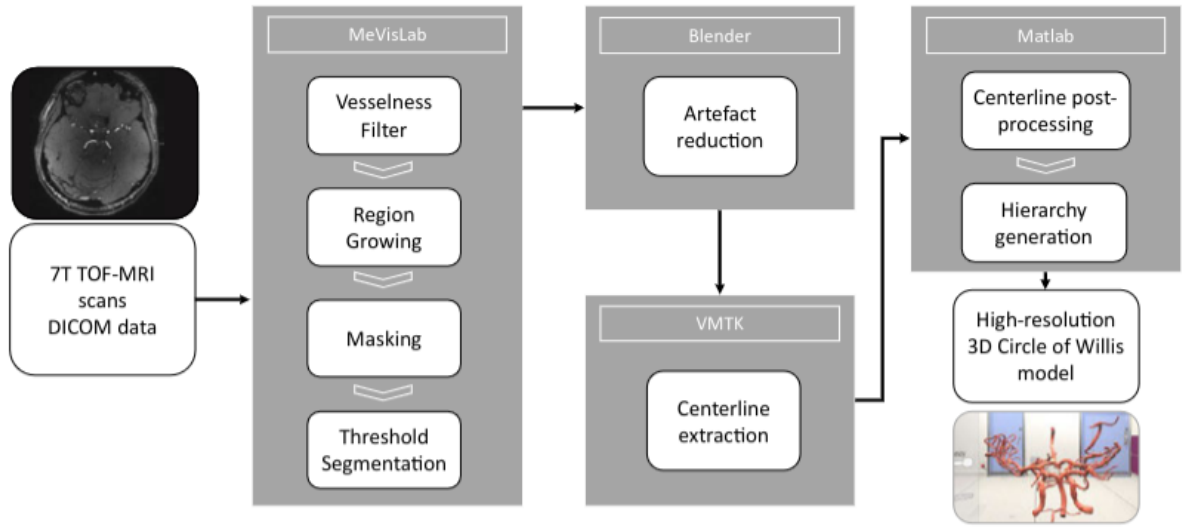 7T TOF-MRI
scans
DICOM data
MeVisLab
Vesselness
Filter
Region
Growing
Masking
Threshold
Segmentation
Blender
Artefact
reduction
VMTK
Centerline
extraction
Matlab
Centerline post-
processing
Hierarchy
generation
High-resolution
3D Circle of Willis
model